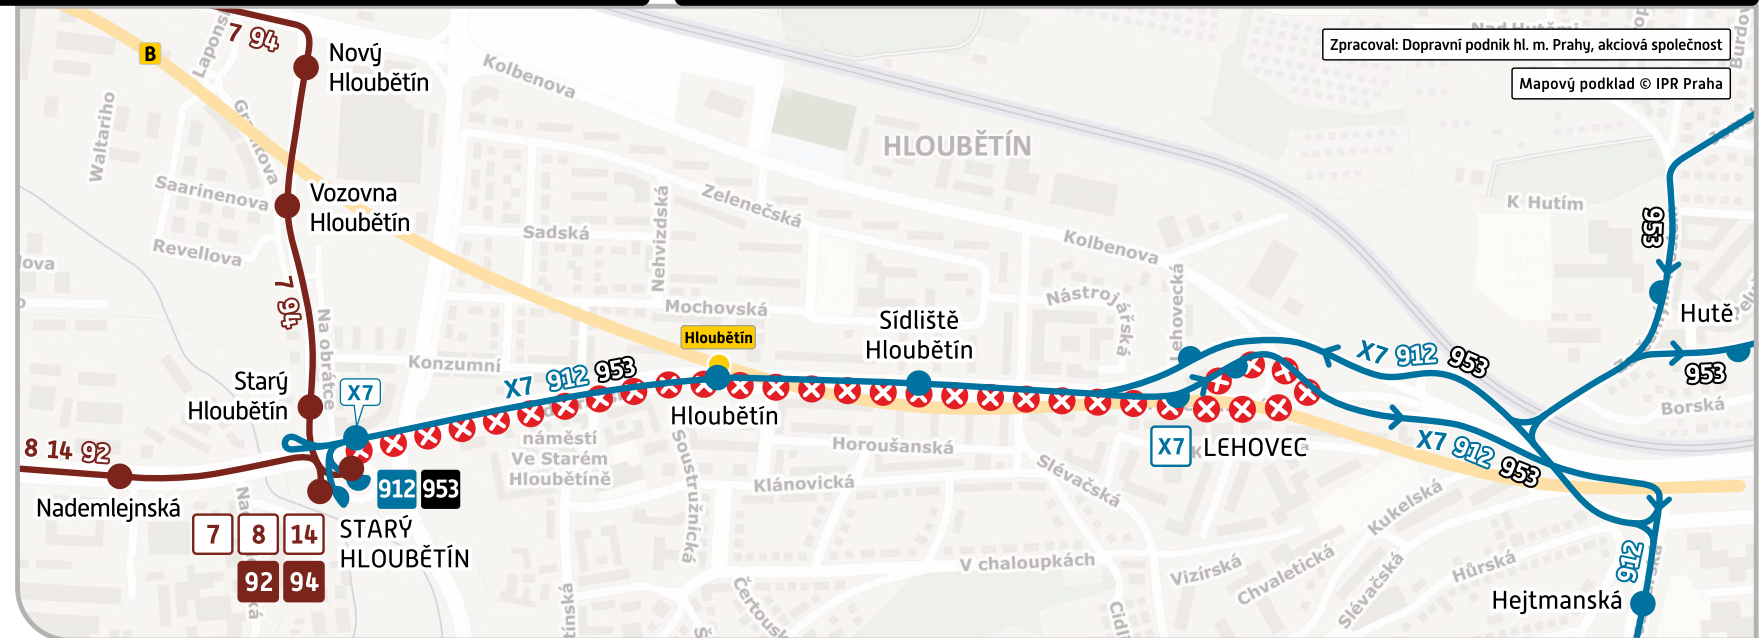 7 94
B
Nový
Hloubětín
Kolbenova
Zpracoval: Dopravní podnik hl. m. Prahy, akciová společnost
Mapový podklad © IPR Praha
Waltariho
HLOUBĚTÍN
Saarinenova
Vozovna
Hloubětín
Zelenečská
Nehvizdská
K Hutím
953
Revellova
Sadská
Kolbenova
Lehovecká
Nástrojářská
7 94
Na obrátce
Mochovská
Hloubětín
Sídliště
Hloubětín
Hutě
Konzumní
X7 912 953
X7 912 953
953
Starý
Hloubětín
X7
Hloubětín
Borská
8 14 92
náměstí
Ve Starém
Hloubětíně
Soustružnická
Horoušanská
X7 LEHOVEC
X7 912 953
Nademlejnská
912 953
Klánovická
Slévačská
Kukelská
7 8 14
92 94
STARÝ
HLOUBĚTÍN
V chaloupkách
Vizírská
Chvaletická
Slévačská
Hůrská
912
Hejtmanská